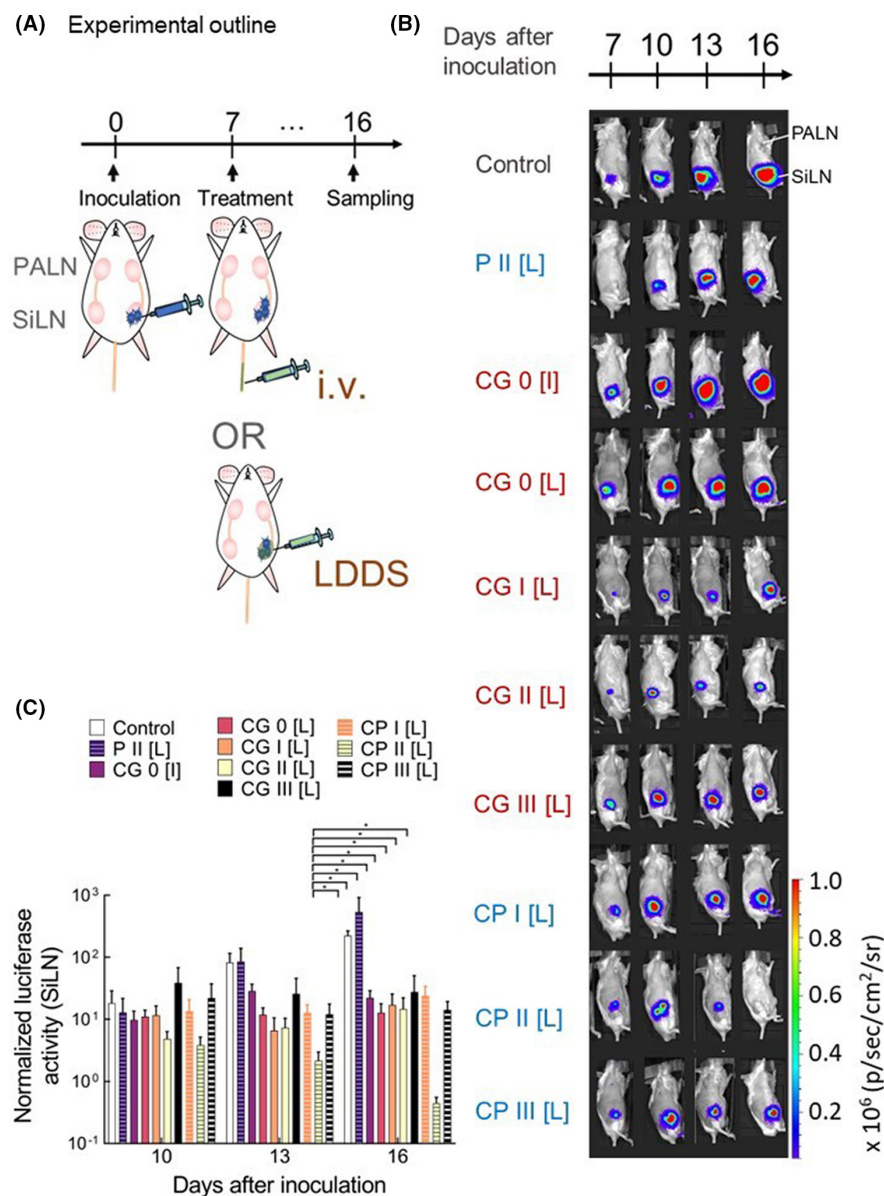 (A) Experimental outline
0 7 ... 16
Inoculation Treatment Sampling
PALN
SiLN
i.v.
OR
LDDS
(B) Days after
inoculation
7 10 13 16
Control
PALN
SiLN
P II [L]
CG 0 [I]
CG 0 [L]
CG I [L]
CG II [L]
CG III [L]
CP I [L]
CP II [L]
CP III [L]
1.0
0.8
0.6
0.4
0.2
x 10⁶ (p/sec/cm²/sr)
(C)
Control CG 0 [L] CP I [L]
P II [L] CG I [L] CP II [L]
CG 0 [I] CG II [L] CP III [L]
CG III [L]
* * * * * * * *
Normalized luciferase
activity (SiLN)
10³
10²
10¹
10⁰
10⁻¹
10 13 16
Days after inoculation